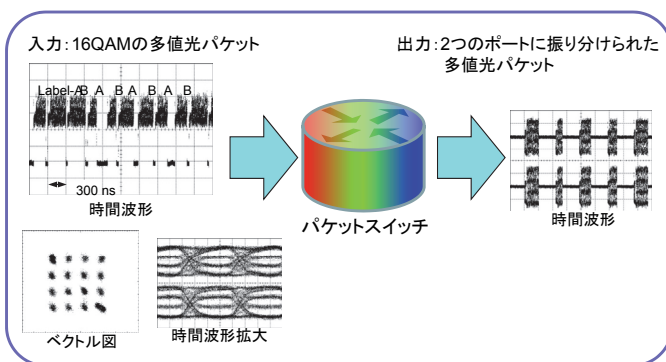 入力:16QAMの多値光パケット
Label-AB A B A B A B
300 ns
時間波形
ベクトル図
時間波形拡大
パケットスイッチ
出力:2つのポートに振り分けられた
多値光パケット
時間波形